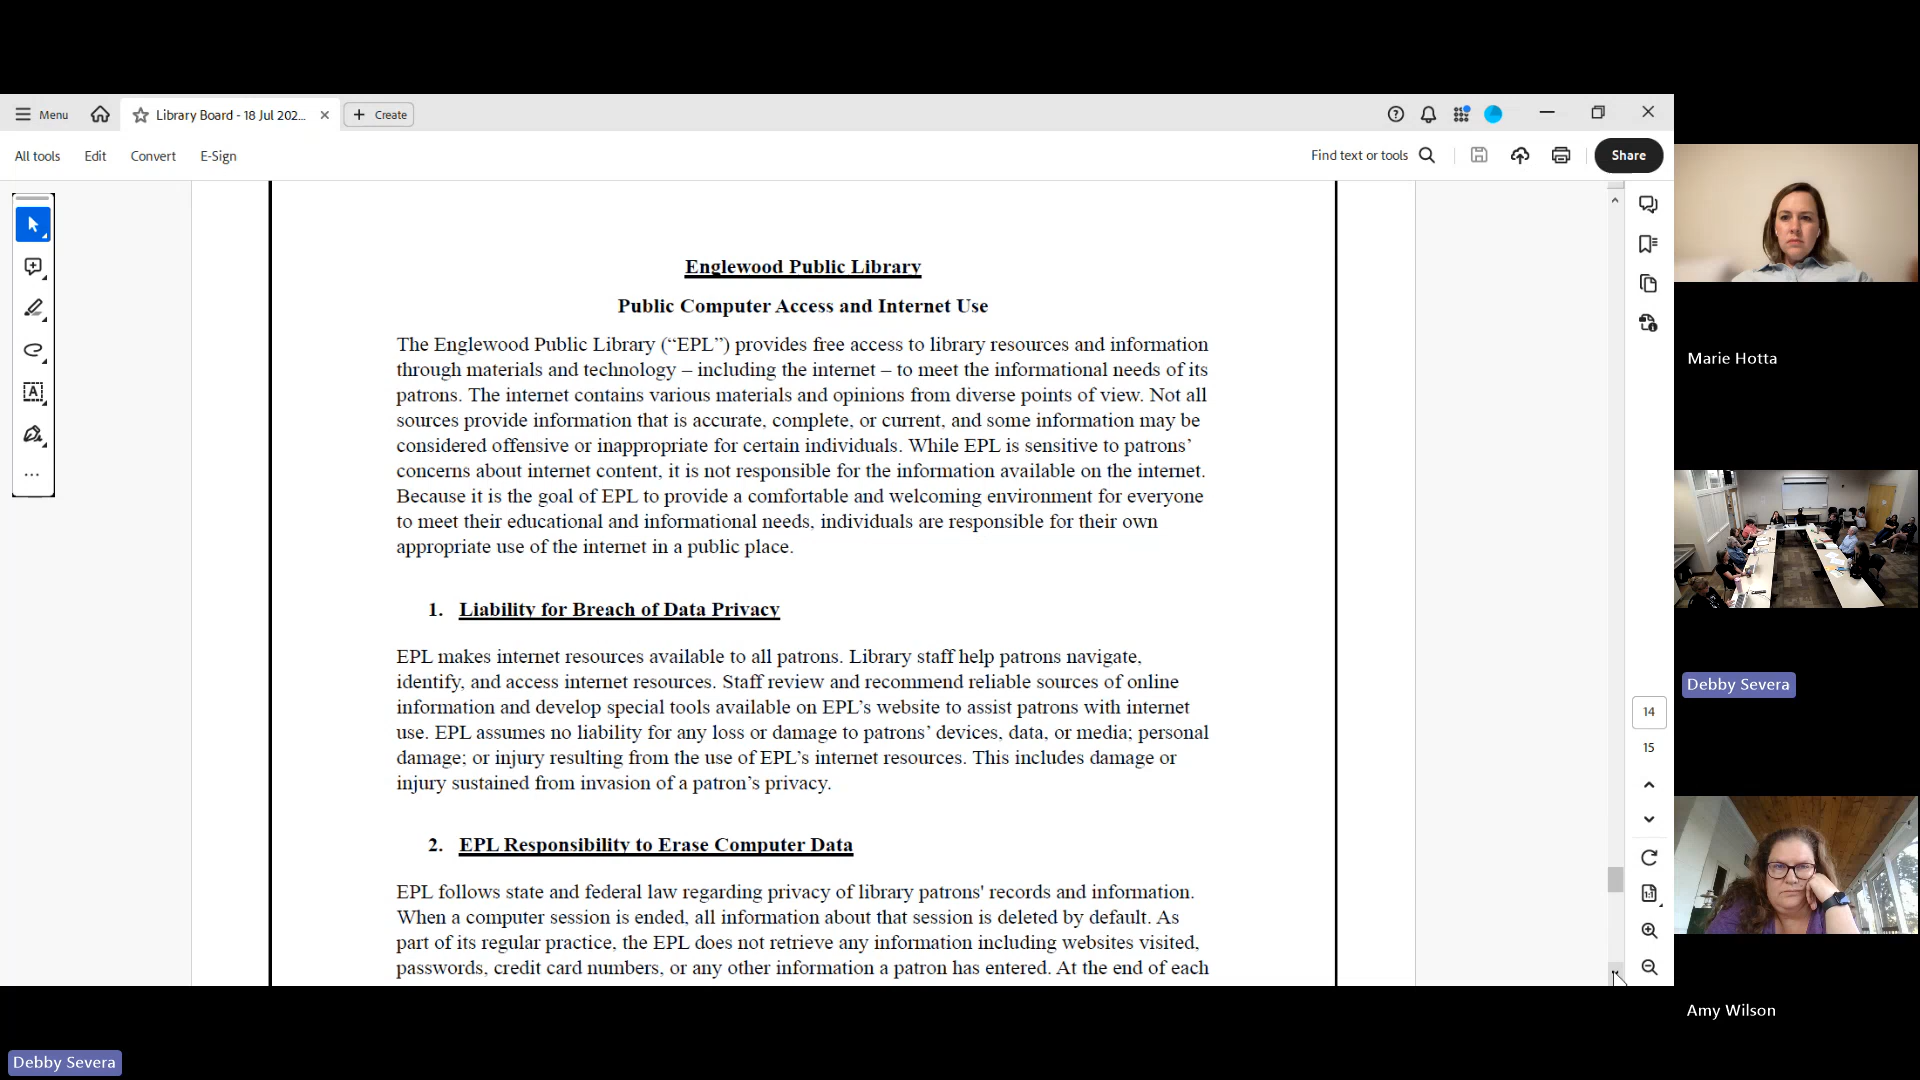 Menu
Library Board - 18 Jul 202...
Create
All tools
Edit
Convert
E-Sign
Find text or tools
Share
Englewood Public Library
Public Computer Access and Internet Use
The Englewood Public Library (“EPL”) provides free access to library resources and information
through materials and technology – including the internet – to meet the informational needs of its
patrons. The internet contains various materials and opinions from diverse points of view. Not all
sources provide information that is accurate, complete, or current, and some information may be
considered offensive or inappropriate for certain individuals. While EPL is sensitive to patrons’
concerns about internet content, it is not responsible for the information available on the internet.
Because it is the goal of EPL to provide a comfortable and welcoming environment for everyone
to meet their educational and informational needs, individuals are responsible for their own
appropriate use of the internet in a public place.
1. Liability for Breach of Data Privacy
EPL makes internet resources available to all patrons. Library staff help patrons navigate,
identify, and access internet resources. Staff review and recommend reliable sources of online
information and develop special tools available on EPL’s website to assist patrons with internet
use. EPL assumes no liability for any loss or damage to patrons’ devices, data, or media; personal
damage; or injury resulting from the use of EPL’s internet resources. This includes damage or
injury sustained from invasion of a patron’s privacy.
2. EPL Responsibility to Erase Computer Data
EPL follows state and federal law regarding privacy of library patrons' records and information.
When a computer session is ended, all information about that session is deleted by default. As
part of its regular practice, the EPL does not retrieve any information including websites visited,
passwords, credit card numbers, or any other information a patron has entered. At the end of each
14
15
Marie Hotta
Debby Severa
Amy Wilson
Debby Severa